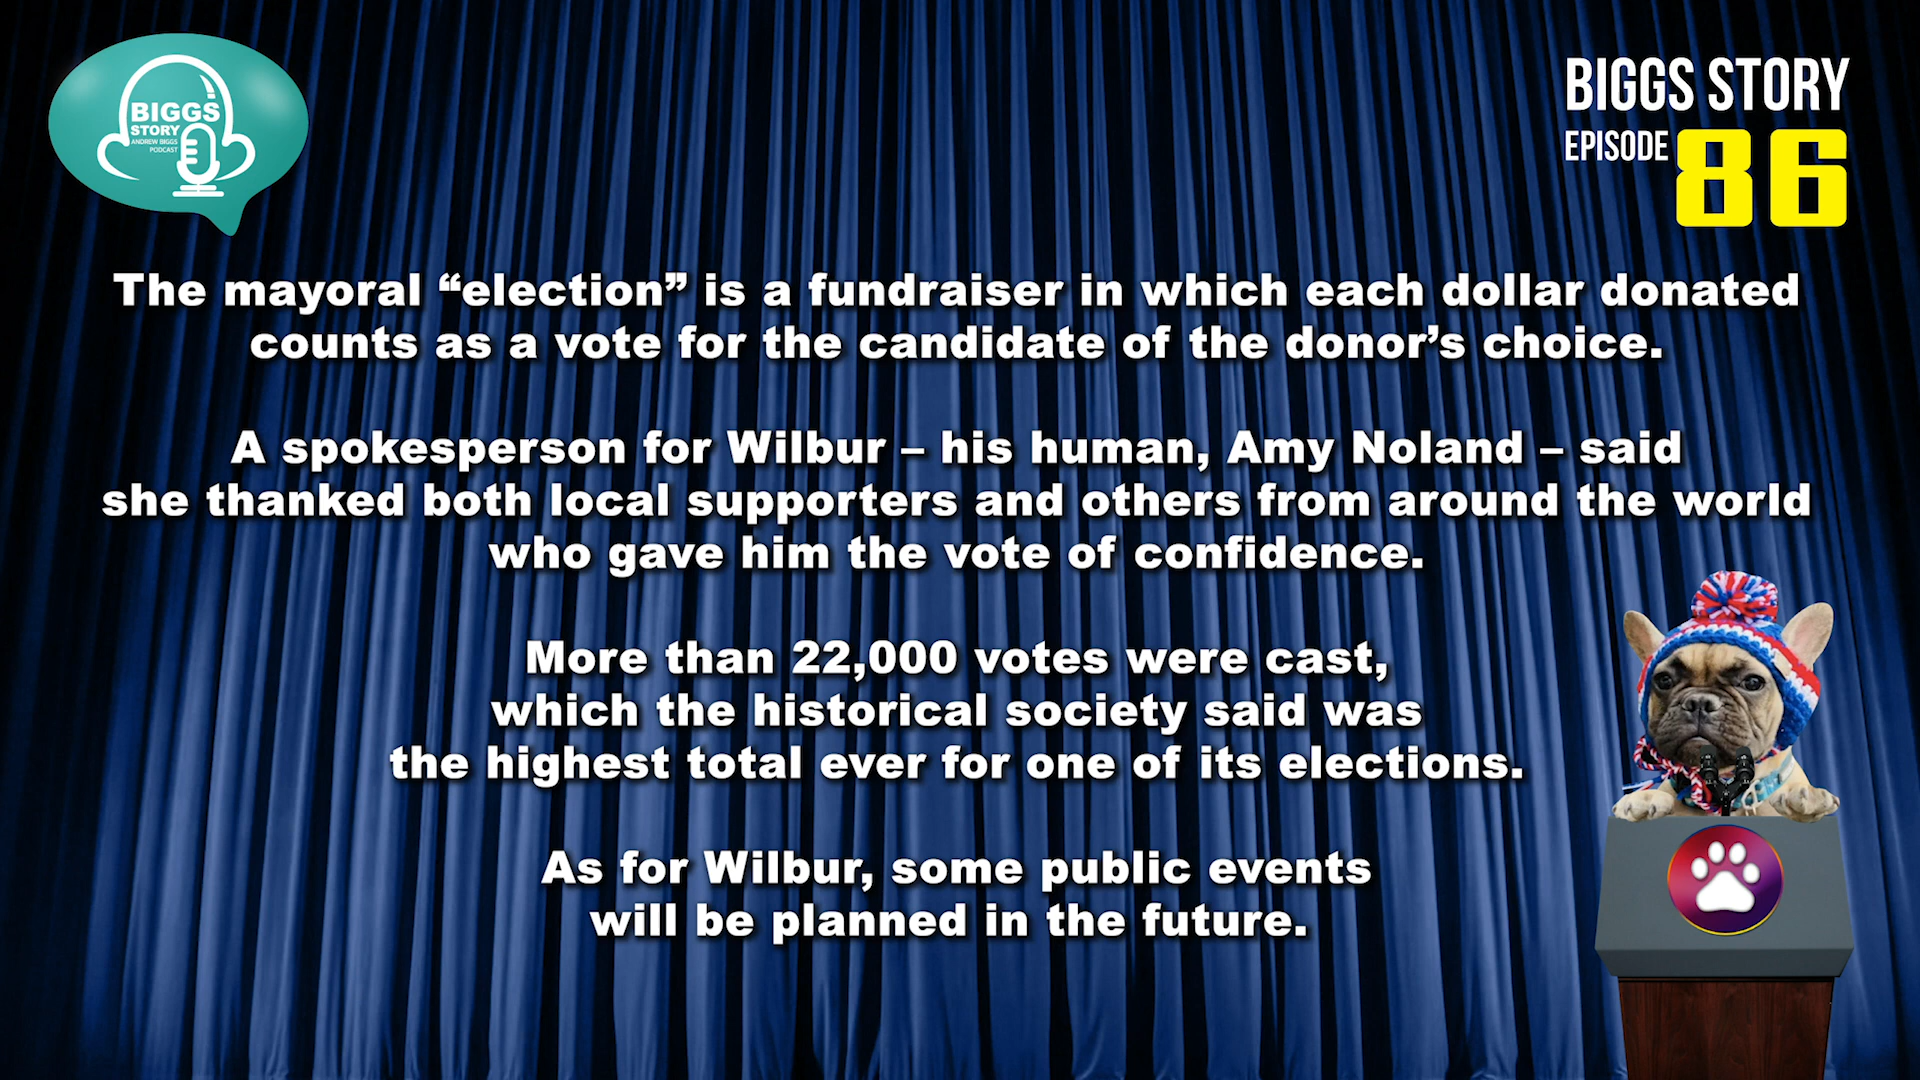 BIGGS
STORY
ANDREW BIGGS
PODCAST
BIGGS STORY
EPISODE 86
The mayoral “election” is a fundraiser in which each dollar donated
counts as a vote for the candidate of the donor’s choice.
A spokesperson for Wilbur – his human, Amy Noland – said
she thanked both local supporters and others from around the world
who gave him the vote of confidence.
More than 22,000 votes were cast,
which the historical society said was
the highest total ever for one of its elections.
As for Wilbur, some public events
will be planned in the future.